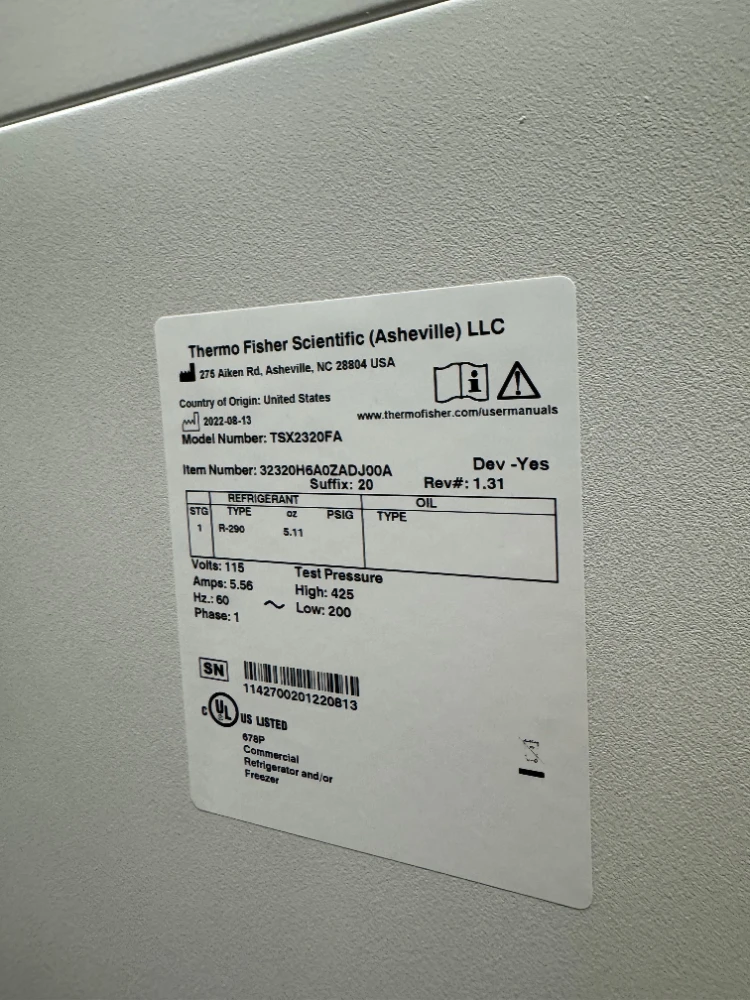 Thermo Fisher Scientific (Asheville) LLC
275 Aiken Rd, Asheville, NC 28804 USA
Country of Origin: United States
2022-08-13
www.thermofisher.com/usermanuals
Model Number: TSX2320FA
Item Number: 32320H6A0ZADJ00A
Dev -Yes
Suffix: 20
Rev#: 1.31
REFRIGERANT OIL
STG TYPE oz PSIG TYPE
1 R-290 5.11
Volts: 115
Amps: 5.56
Hz.: 60
Phase: 1
Test Pressure
High: 425
Low: 200
SN
1142700201220813
C UL US LISTED
678P
Commercial
Refrigerator and/or
Freezer